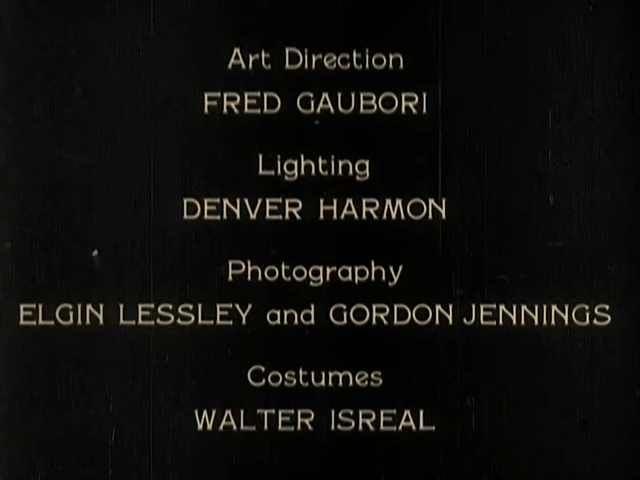 Art Direction
FRED GAUBORI
Lighting
DENVER HARMON
Photography
ELGIN LESSLEY and GORDON JENNINGS
Costumes
WALTER ISREAL